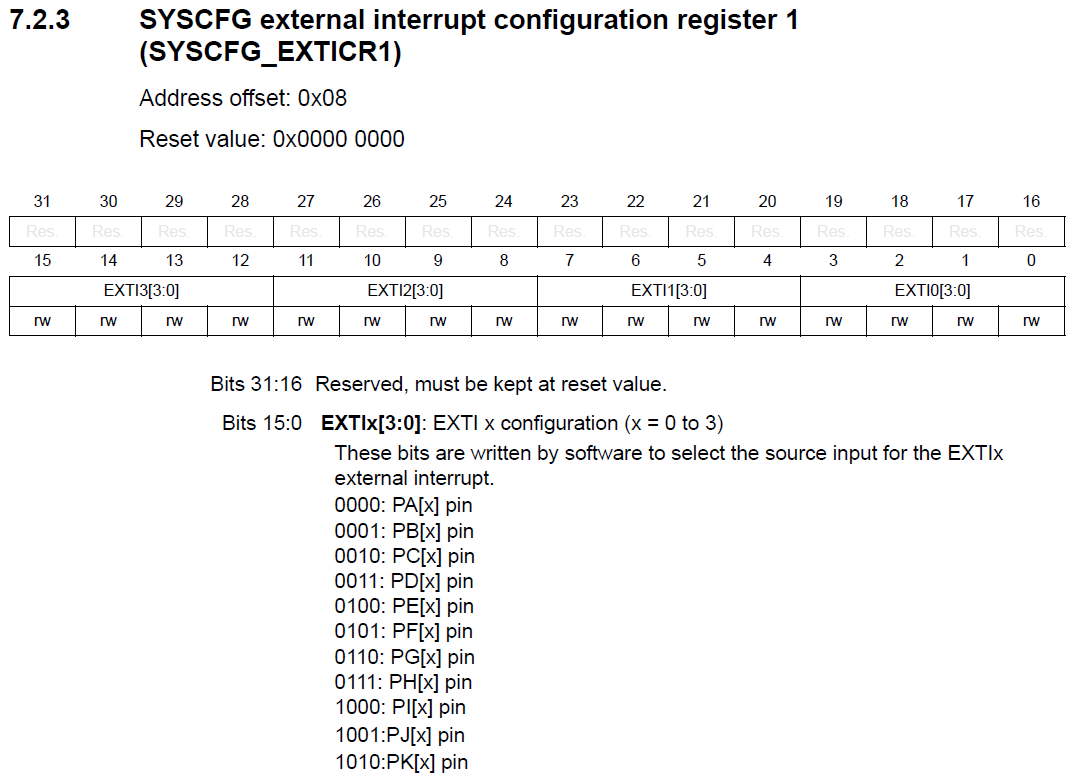 7.2.3 SYSCFG external interrupt configuration register 1
(SYSCFG_EXTICR1)
Address offset: 0x08
Reset value: 0x0000 0000
31 30 29 28 27 26 25 24 23 22 21 20 19 18 17 16
Res. Res. Res. Res. Res. Res. Res. Res. Res. Res. Res. Res. Res. Res. Res. Res.
15 14 13 12 11 10 9 8 7 6 5 4 3 2 1 0
EXTI3[3:0] EXTI2[3:0] EXTI1[3:0] EXTI0[3:0]
rw rw rw rw rw rw rw rw rw rw rw rw rw rw rw rw
Bits 31:16 Reserved, must be kept at reset value.
Bits 15:0 EXTIx[3:0]: EXTI x configuration (x = 0 to 3)
These bits are written by software to select the source input for the EXTIx
external interrupt.
0000: PA[x] pin
0001: PB[x] pin
0010: PC[x] pin
0011: PD[x] pin
0100: PE[x] pin
0101: PF[x] pin
0110: PG[x] pin
0111: PH[x] pin
1000: PI[x] pin
1001:PJ[x] pin
1010:PK[x] pin